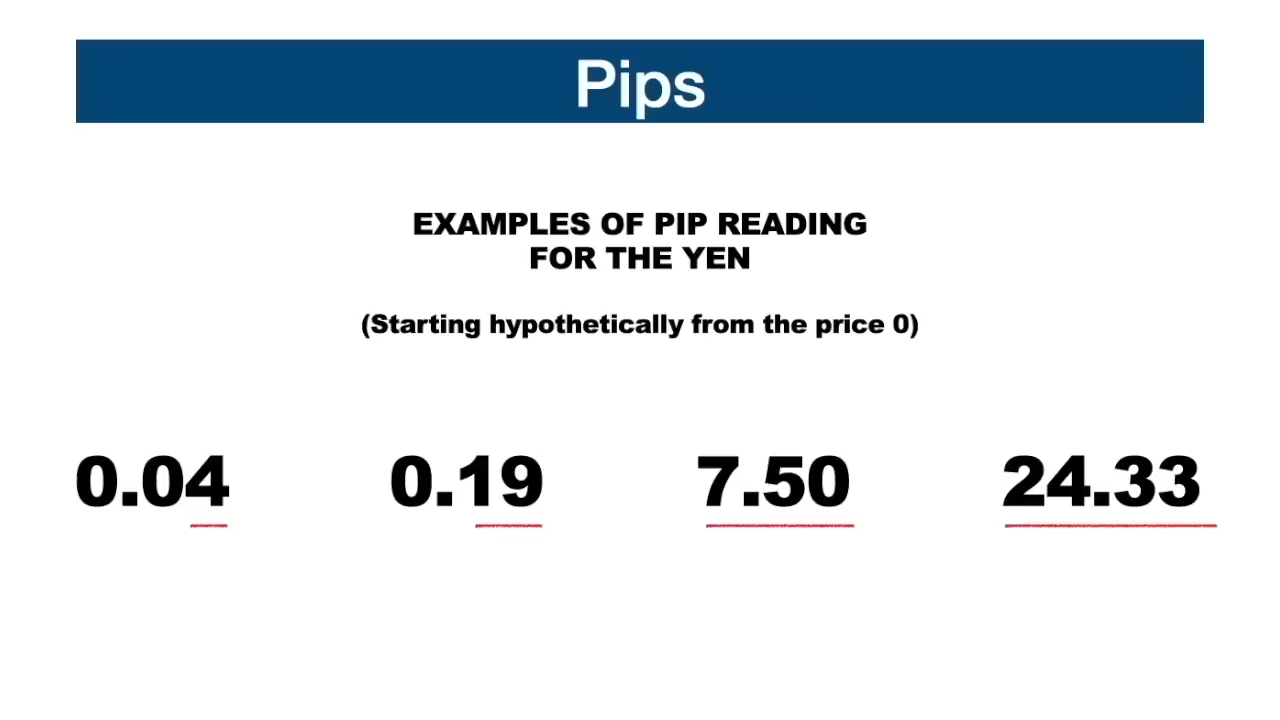 Pips
EXAMPLES OF PIP READING
FOR THE YEN
(Starting hypothetically from the price 0)
0.04 0.19 7.50 24.33